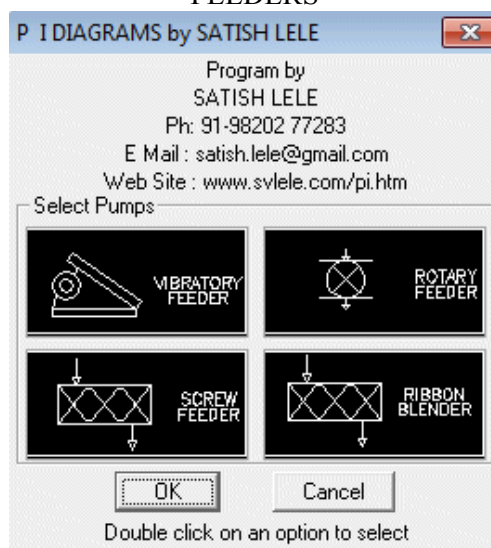 FEEDERS
P I DIAGRAMS by SATISH LELE
Program by
SATISH LELE
Ph: 91-98202 77283
E Mail : satish.lele@gmail.com
Web Site : www.svlele.com/pi.htm
Select Pumps
VIBRATORY
FEEDER
ROTARY
FEEDER
SCREW
FEEDER
RIBBON
BLENDER
OK
Cancel
Double click on an option to select